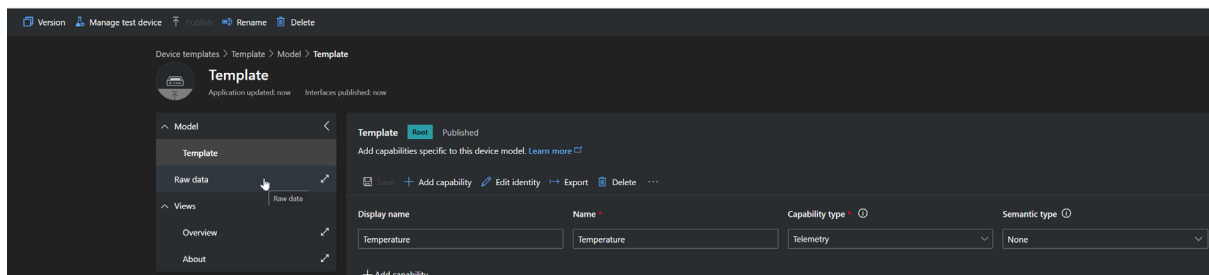 Version Manage test device Publish Rename Delete
Device templates > Template > Model > Template
Template
Application updated: now Interfaces published: now
Model
Template
Raw data
Raw data
Views
Overview
About
Template Root Published
Add capabilities specific to this device model. Learn more
Save + Add capability Edit identity Export Delete ...
Display name Name * Capability type * Semantic type
Temperature Temperature Telemetry None
+ Add capability